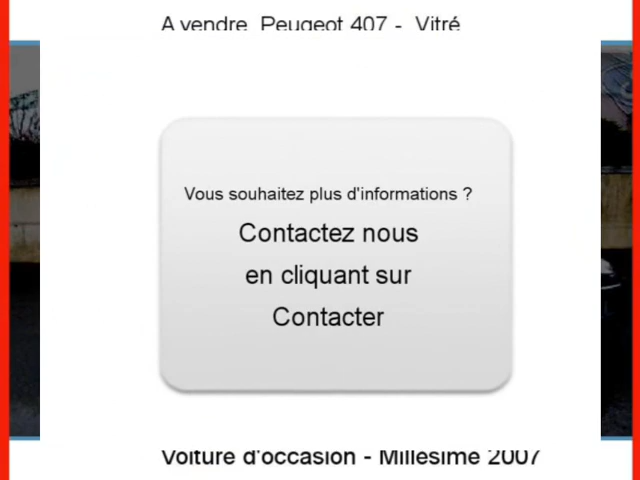 A vendre Peugeot 407 - Vitré
Vous souhaitez plus d'informations ?
Contactez nous
en cliquant sur
Contacter
Voiture d'occasion - Millesime 2007